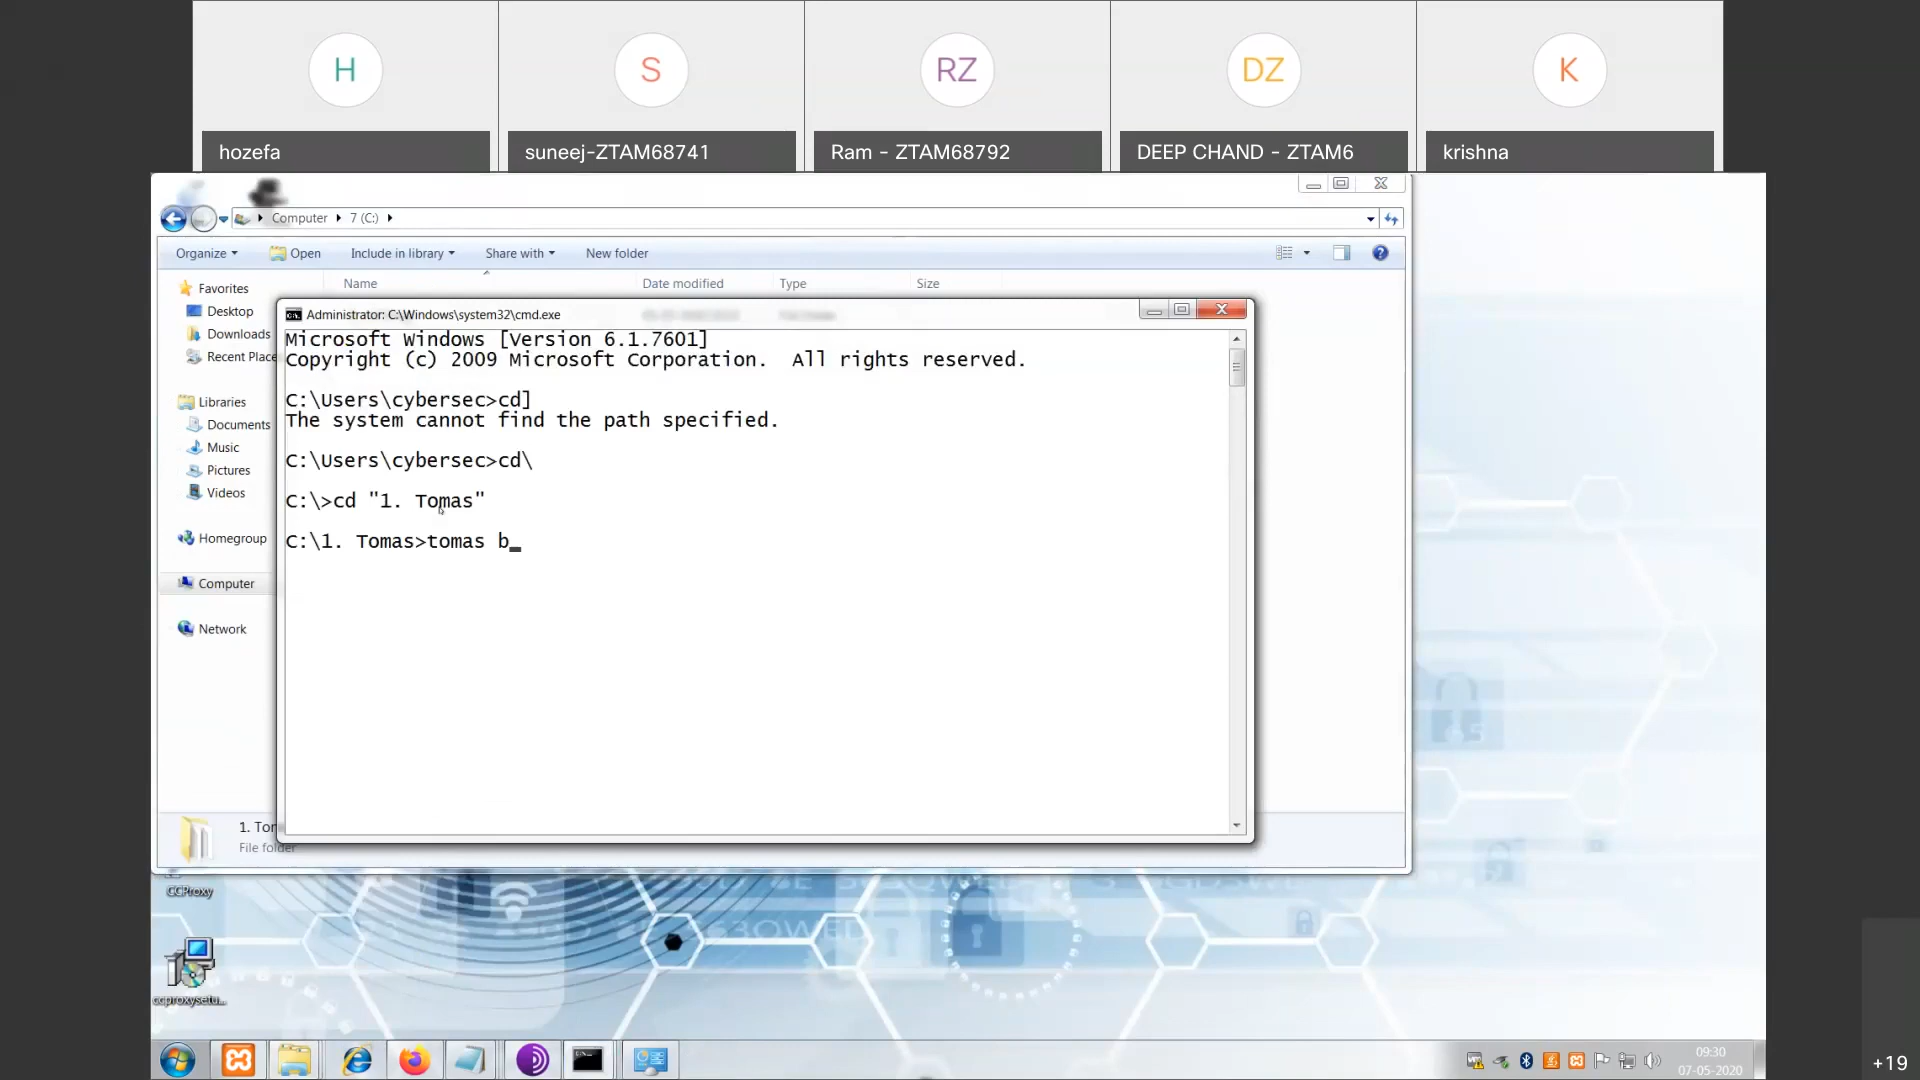 H
S
RZ
DZ
K
hozefa
suneej-ZTAM68741
Ram - ZTAM68792
DEEP CHAND - ZTAM6
krishna
Computer
7 (C:)
Organize
Open
Include in library
Share with
New folder
Name
Date modified
Type
Size
Favorites
Desktop
Downloads
Recent Place
Libraries
Documents
Music
Pictures
Videos
Homegroup
Computer
Network
Administrator: C:\Windows\system32\cmd.exe
Microsoft Windows [Version 6.1.7601]
Copyright (c) 2009 Microsoft Corporation. All rights reserved.
C:\Users\cybersec>cd]
The system cannot find the path specified.
C:\Users\cybersec>cd\
C:\>cd "1. Tomas"
C:\1. Tomas>tomas b_
1. Tom
File folder
CCProxy
ccproxysetu...
09:30
07-05-2020
+19